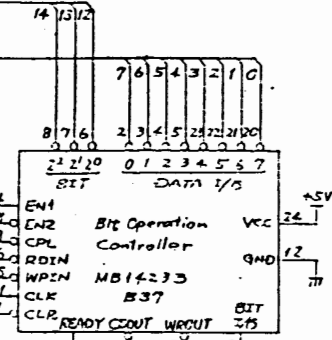 14 13 12
7 6 5 4 3 2 1 0
8 7 6 2 3 4 5 23 22 21 20
2² 2¹ 2⁰ 0 1 2 3 4 5 6 7
BIT DATA I/B
EN1
EN2 Bit Operation VCC 24 +5V
CPL Controller
RDIN GND 12
WPIN MB14233
CLK B37
CLR BIT
READY CZOUT WRCUT I/B